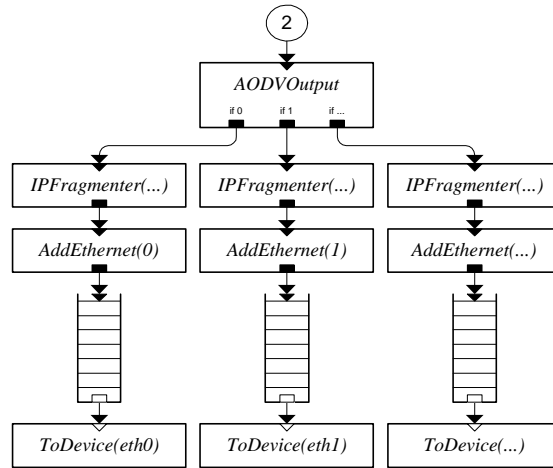 2
AODVOutput
if 0 if 1 if ...
IPFragmenter(...) IPFragmenter(...) IPFragmenter(...)
AddEthernet(0) AddEthernet(1) AddEthernet(...)
ToDevice(eth0) ToDevice(eth1) ToDevice(...)